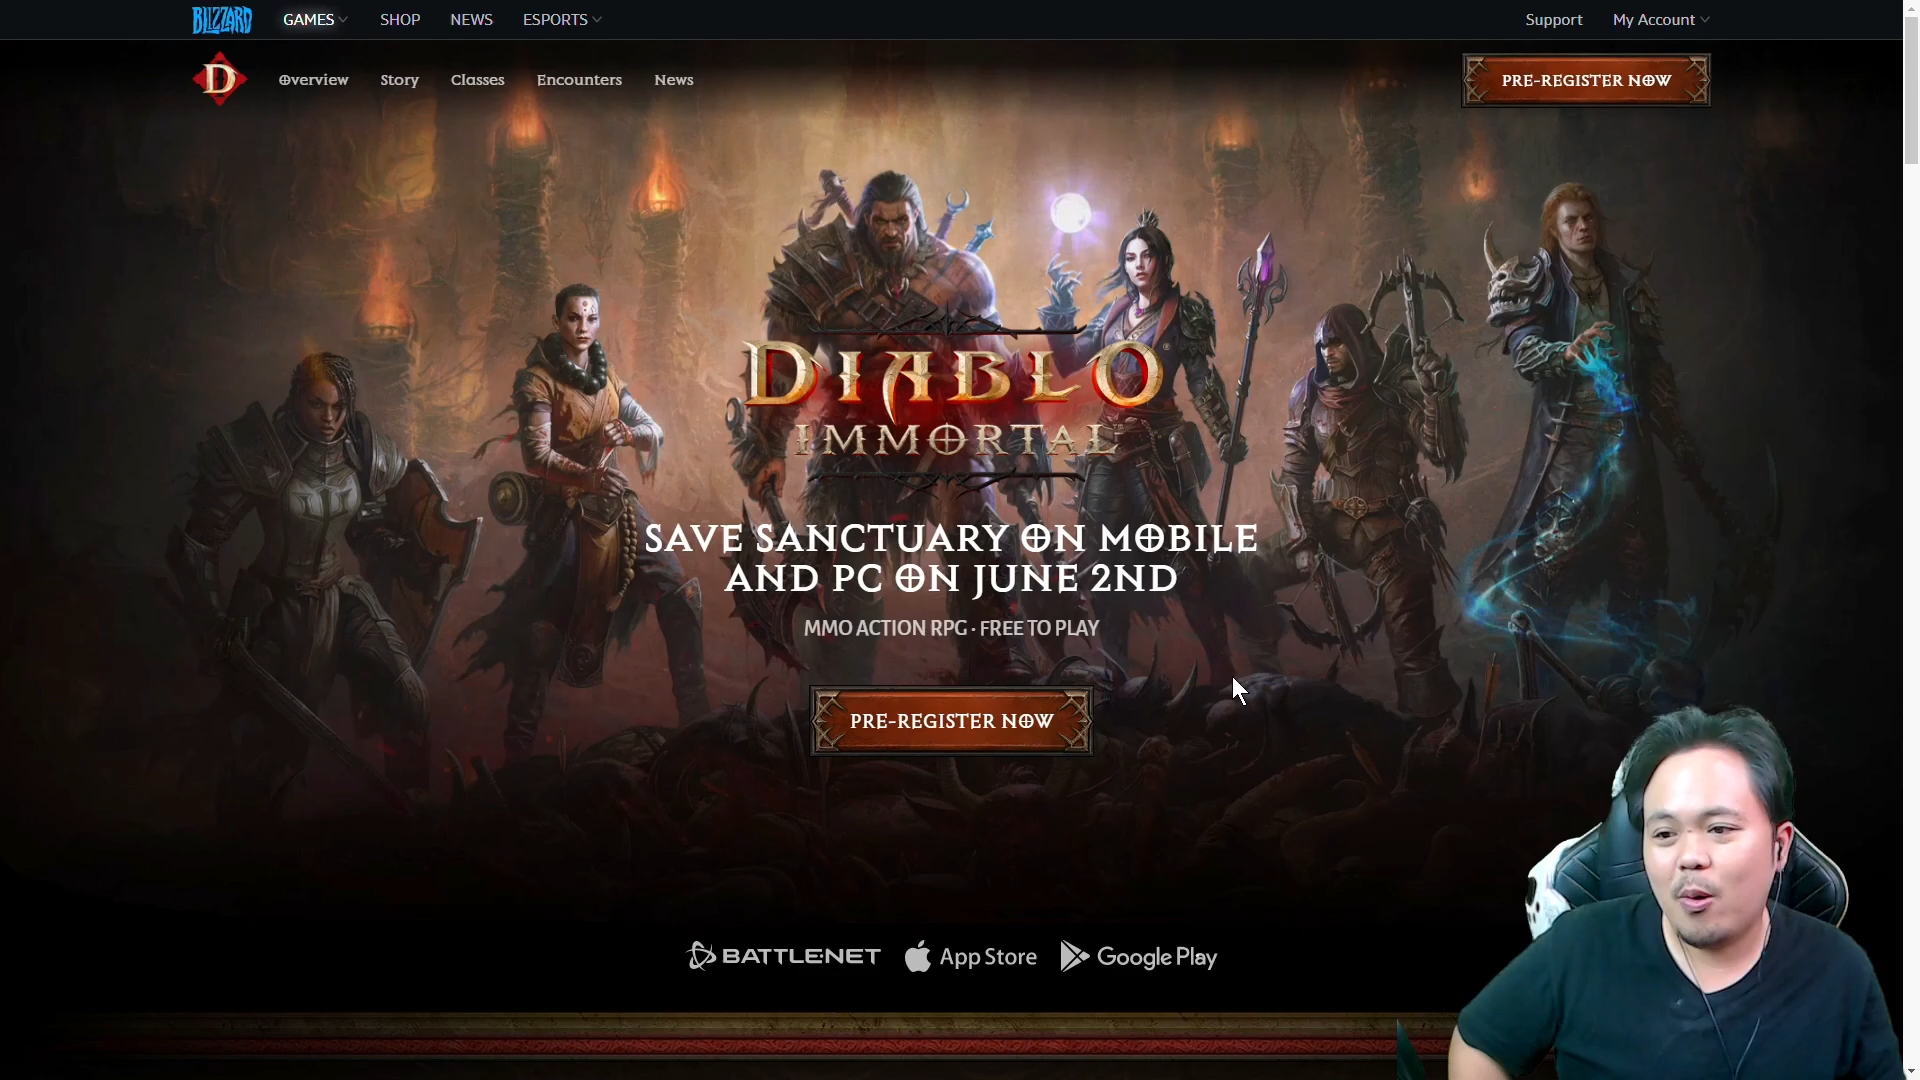 BLIZZARD GAMES SHOP NEWS ESPORTS Support My Account
D Overview Story Classes Encounters News PRE-REGISTER NOW
DIABLO
IMMORTAL
SAVE SANCTUARY ON MOBILE
AND PC ON JUNE 2ND
MMO ACTION RPG · FREE TO PLAY
PRE-REGISTER NOW
BATTLE.NET App Store Google Play